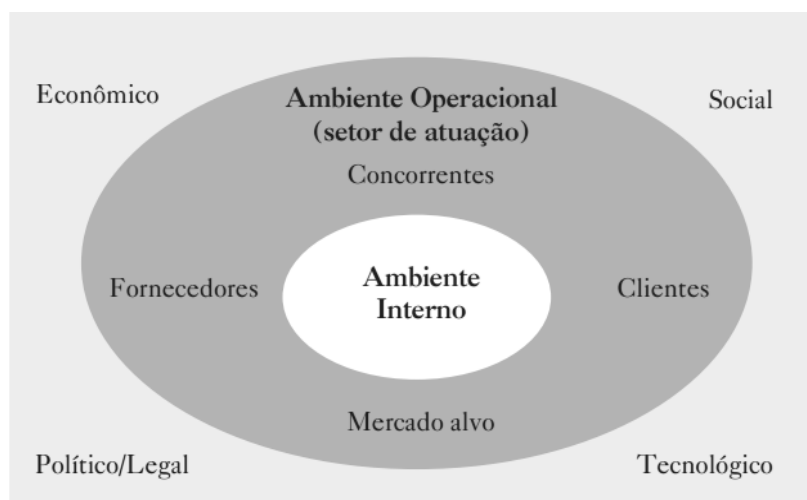 Econômico
Ambiente Operacional
(setor de atuação)
Social
Concorrentes
Fornecedores
Ambiente
Interno
Clientes
Mercado alvo
Político/Legal
Tecnológico